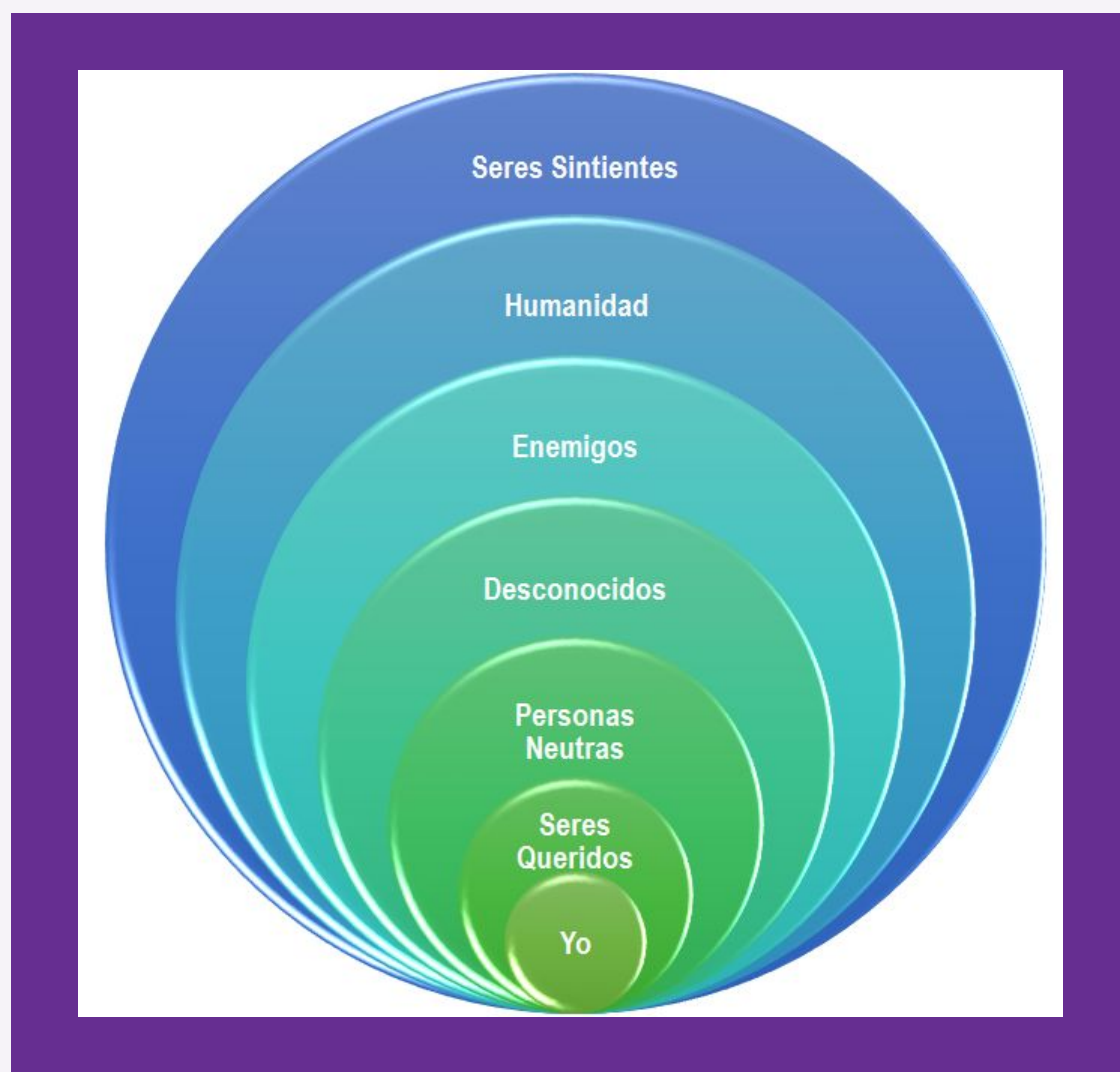 Seres Sintientes
Humanidad
Enemigos
Desconocidos
Personas
Neutras
Seres
Queridos
Yo